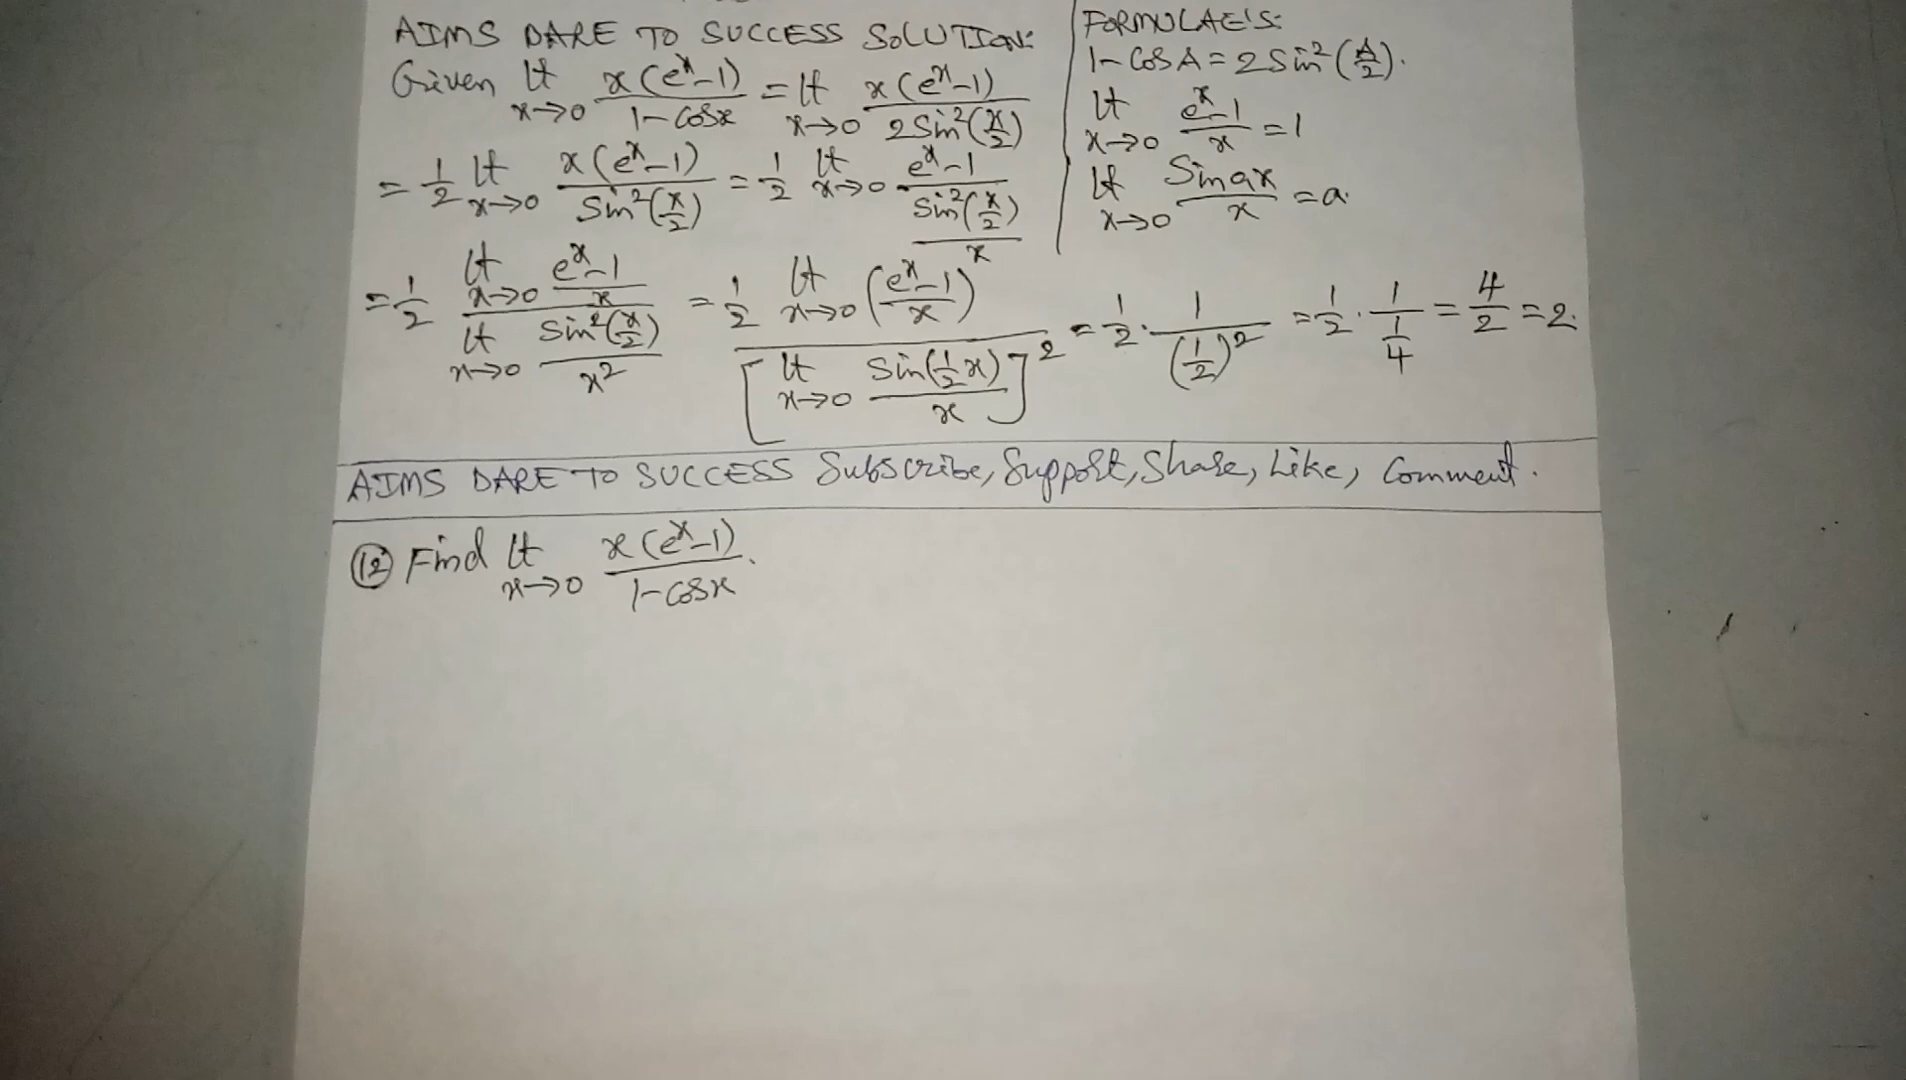 AIMS DARE TO SUCCESS SOLUTION:
Given lt x→0 x(e^x-1)/(1-cosx) = lt x→0 x(e^x-1)/(2sin²(x/2))
= 1/2 lt x→0 x(e^x-1)/sin²(x/2) = 1/2 lt x→0 (e^x-1)/(sin²(x/2)/x)
= 1/2 (lt x→0 (e^x-1)/x)/(lt x→0 sin²(x/2)/x²) = 1/2 (lt x→0 ((e^x-1)/x))/[lt x→0 sin(1/2 x)/x]² = 1/2 · 1/(1/2)² = 1/2 · 1/(1/4) = 4/2 = 2.
FORMULAE'S:
1-cosA = 2sin²(A/2).
lt x→0 (e^x-1)/x = 1
lt x→0 sinax/x = a.
AIMS DARE TO SUCCESS Subscribe, Support, Share, Like, Comment.
(12) Find lt x→0 x(e^x-1)/(1-cosx).